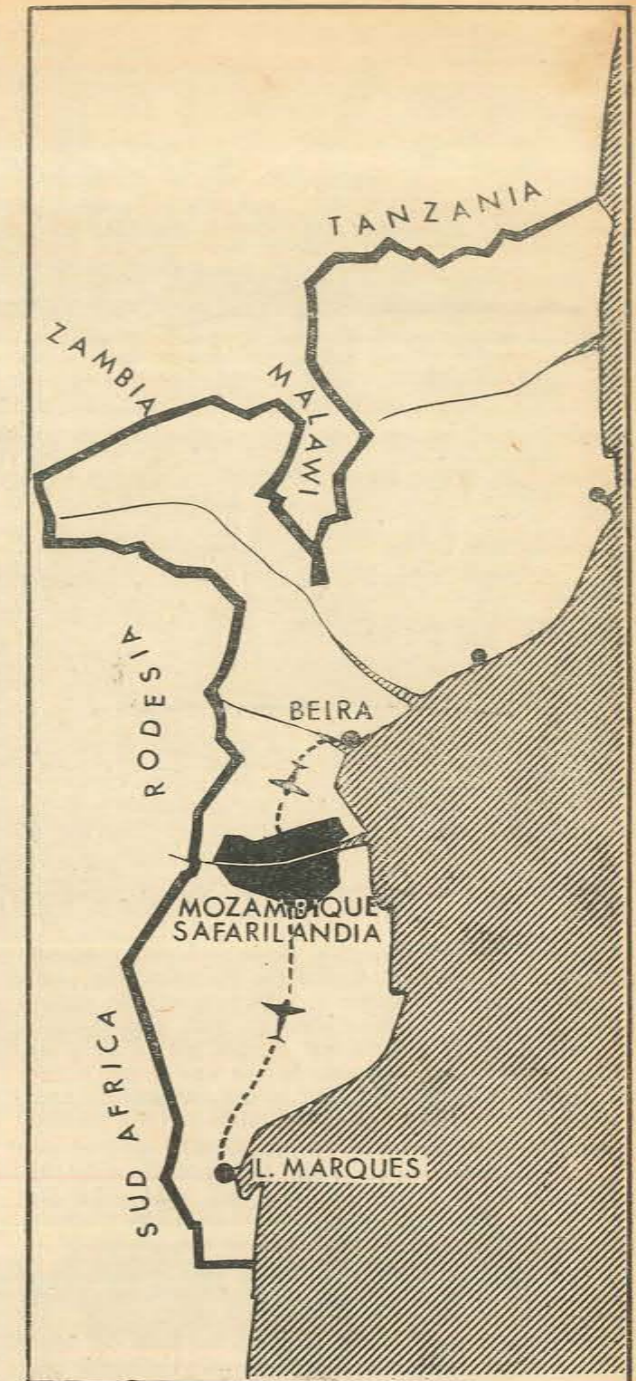 TANZANIA
ZAMBIA
MALAWI
RODESIA
BEIRA
MOZAMBIQUE
SAFARILANDIA
SUD AFRICA
L. MARQUES